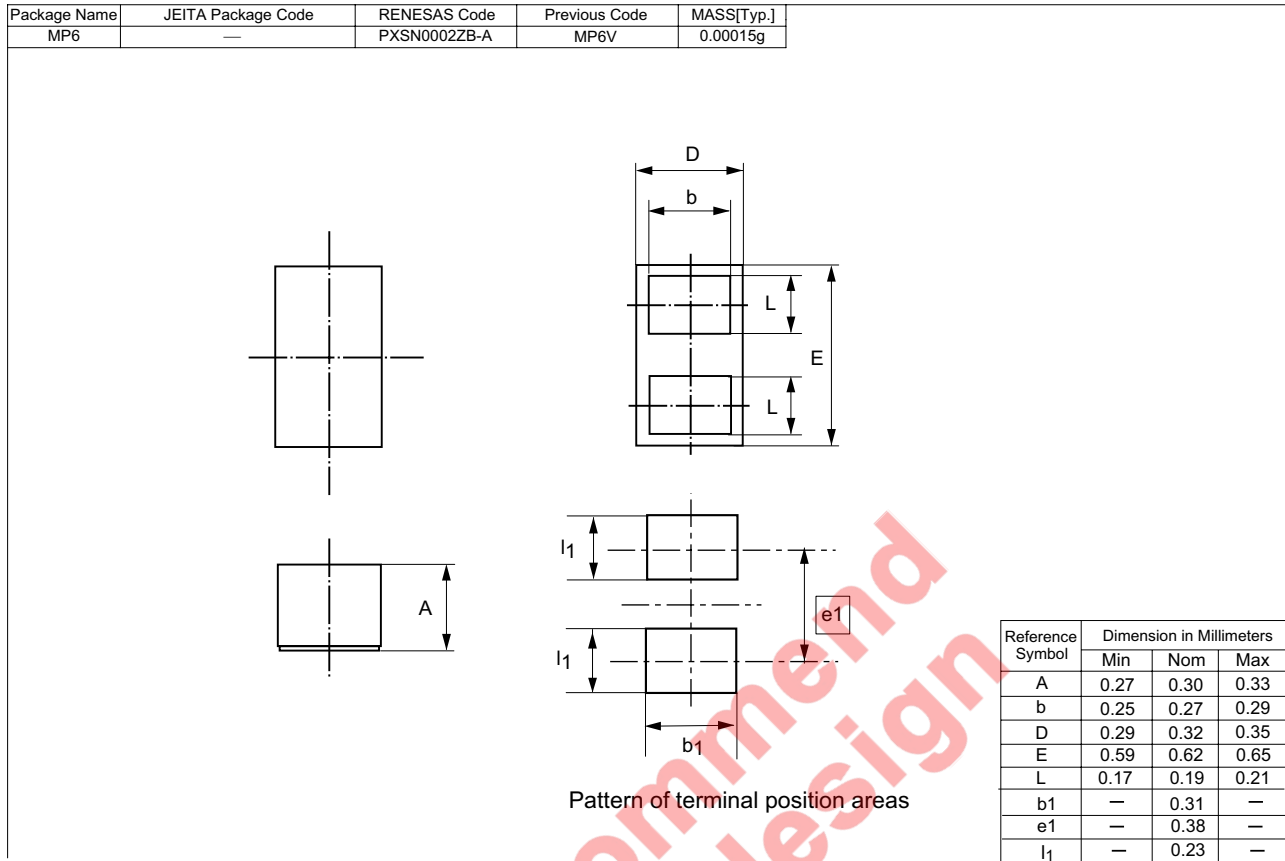 Package Name JEITA Package Code RENESAS Code Previous Code MASS[Typ.]
MP6 — PXSN0002ZB-A MP6V 0.00015g
D
b
L
E
L
A
l1
e1
l1
b1
Pattern of terminal position areas
ommend
design
Reference Symbol Dimension in Millimeters
Min Nom Max
A 0.27 0.30 0.33
b 0.25 0.27 0.29
D 0.29 0.32 0.35
E 0.59 0.62 0.65
L 0.17 0.19 0.21
b1 — 0.31 —
e1 — 0.38 —
l1 — 0.23 —